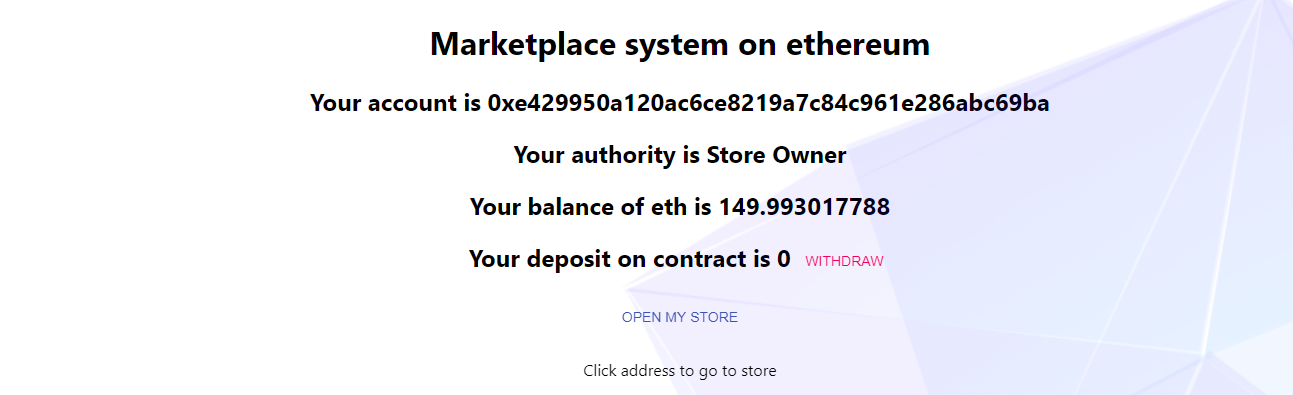 Marketplace system on ethereum
Your account is 0xe429950a120ac6ce8219a7c84c961e286abc69ba
Your authority is Store Owner
Your balance of eth is 149.993017788
Your deposit on contract is 0 WITHDRAW
OPEN MY STORE
Click address to go to store